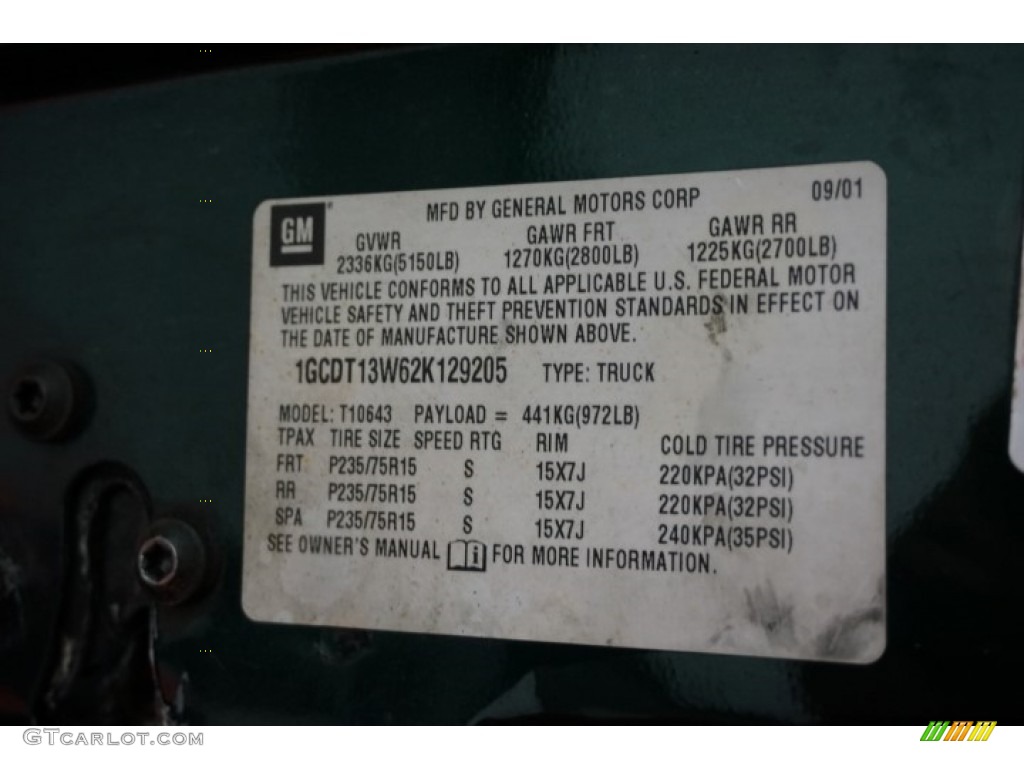 09/01
GM
MFD BY GENERAL MOTORS CORP
GVWR GAWR FRT GAWR RR
2336KG(5150LB) 1270KG(2800LB) 1225KG(2700LB)
THIS VEHICLE CONFORMS TO ALL APPLICABLE U.S. FEDERAL MOTOR
VEHICLE SAFETY AND THEFT PREVENTION STANDARDS IN EFFECT ON
THE DATE OF MANUFACTURE SHOWN ABOVE.
1GCDT13W62K129205 TYPE: TRUCK
MODEL: T10643 PAYLOAD = 441KG(972LB)
TPAX TIRE SIZE SPEED RTG RIM COLD TIRE PRESSURE
FRT P235/75R15 S 15X7J 220KPA(32PSI)
RR P235/75R15 S 15X7J 220KPA(32PSI)
SPA P235/75R15 S 15X7J 240KPA(35PSI)
SEE OWNER'S MANUAL i FOR MORE INFORMATION.
GTCarLot.com